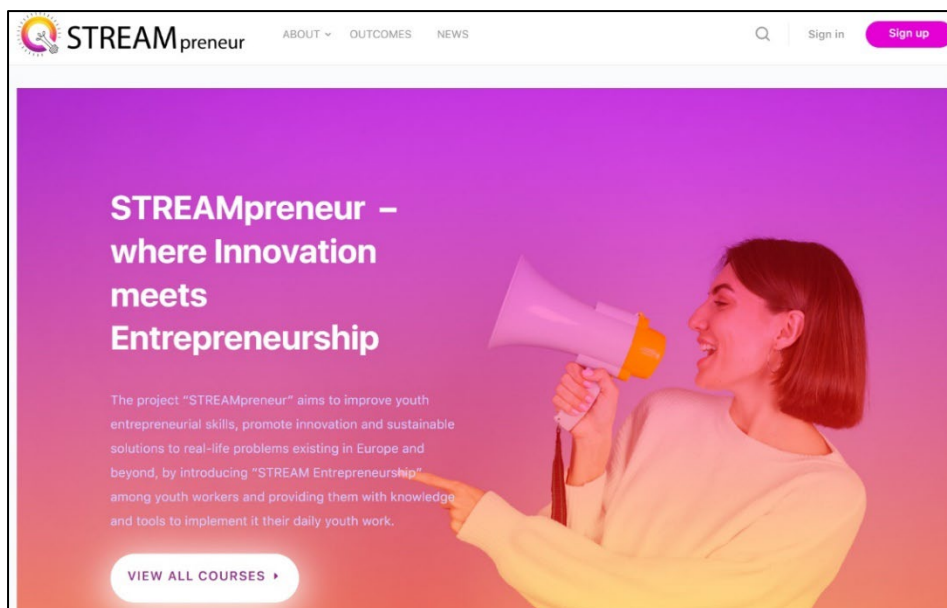 STREAMpreneur
ABOUT OUTCOMES NEWS
Sign in
Sign up
STREAMpreneur –
where Innovation
meets
Entrepreneurship
The project “STREAMpreneur” aims to improve youth
entrepreneurial skills, promote innovation and sustainable
solutions to real-life problems existing in Europe and
beyond, by introducing “STREAM Entrepreneurship”
among youth workers and providing them with knowledge
and tools to implement it their daily youth work.
VIEW ALL COURSES